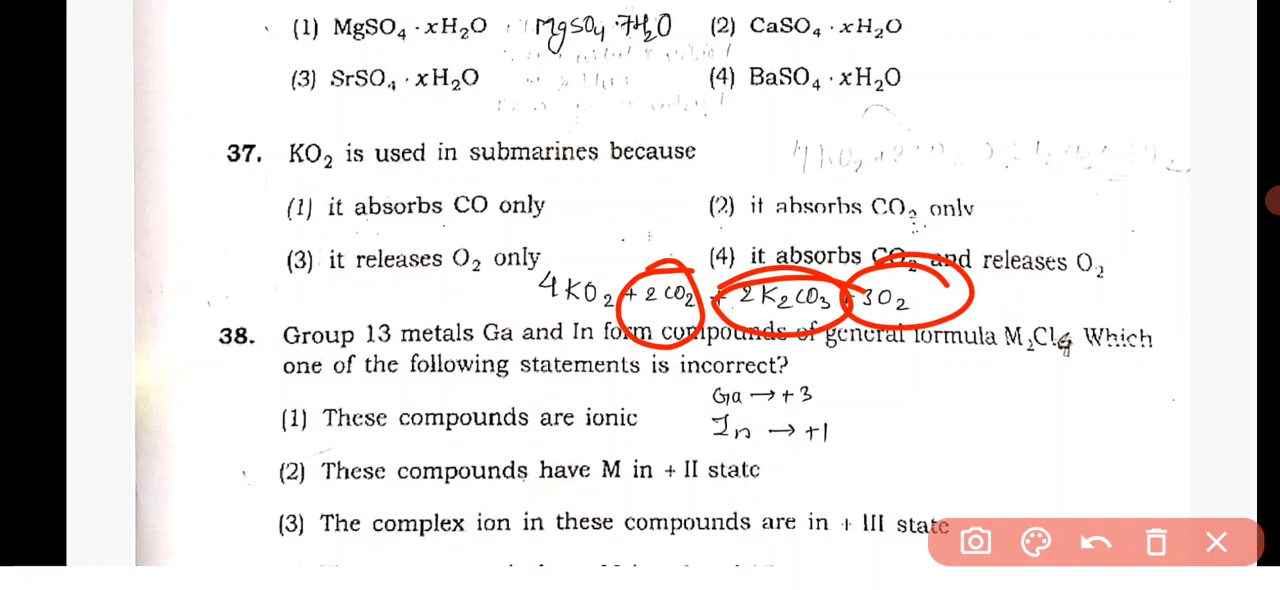 (1) MgSO₄ · xH₂O MgSO₄ ·7H₂O (2) CaSO₄ · xH₂O
(3) SrSO₄ · xH₂O (4) BaSO₄ · xH₂O
37. KO₂ is used in submarines because
(1) it absorbs CO only (2) it absorbs CO₂ only
(3) it releases O₂ only (4) it absorbs CO₂ and releases O₂
4KO₂ + 2CO₂ + 2K₂CO₃ + 3O₂
38. Group 13 metals Ga and In form compounds of general formula M₂Cl₄ Which
one of the following statements is incorrect?
Ga → +3
(1) These compounds are ionic In → +1
(2) These compounds have M in + II state
(3) The complex ion in these compounds are in + III state